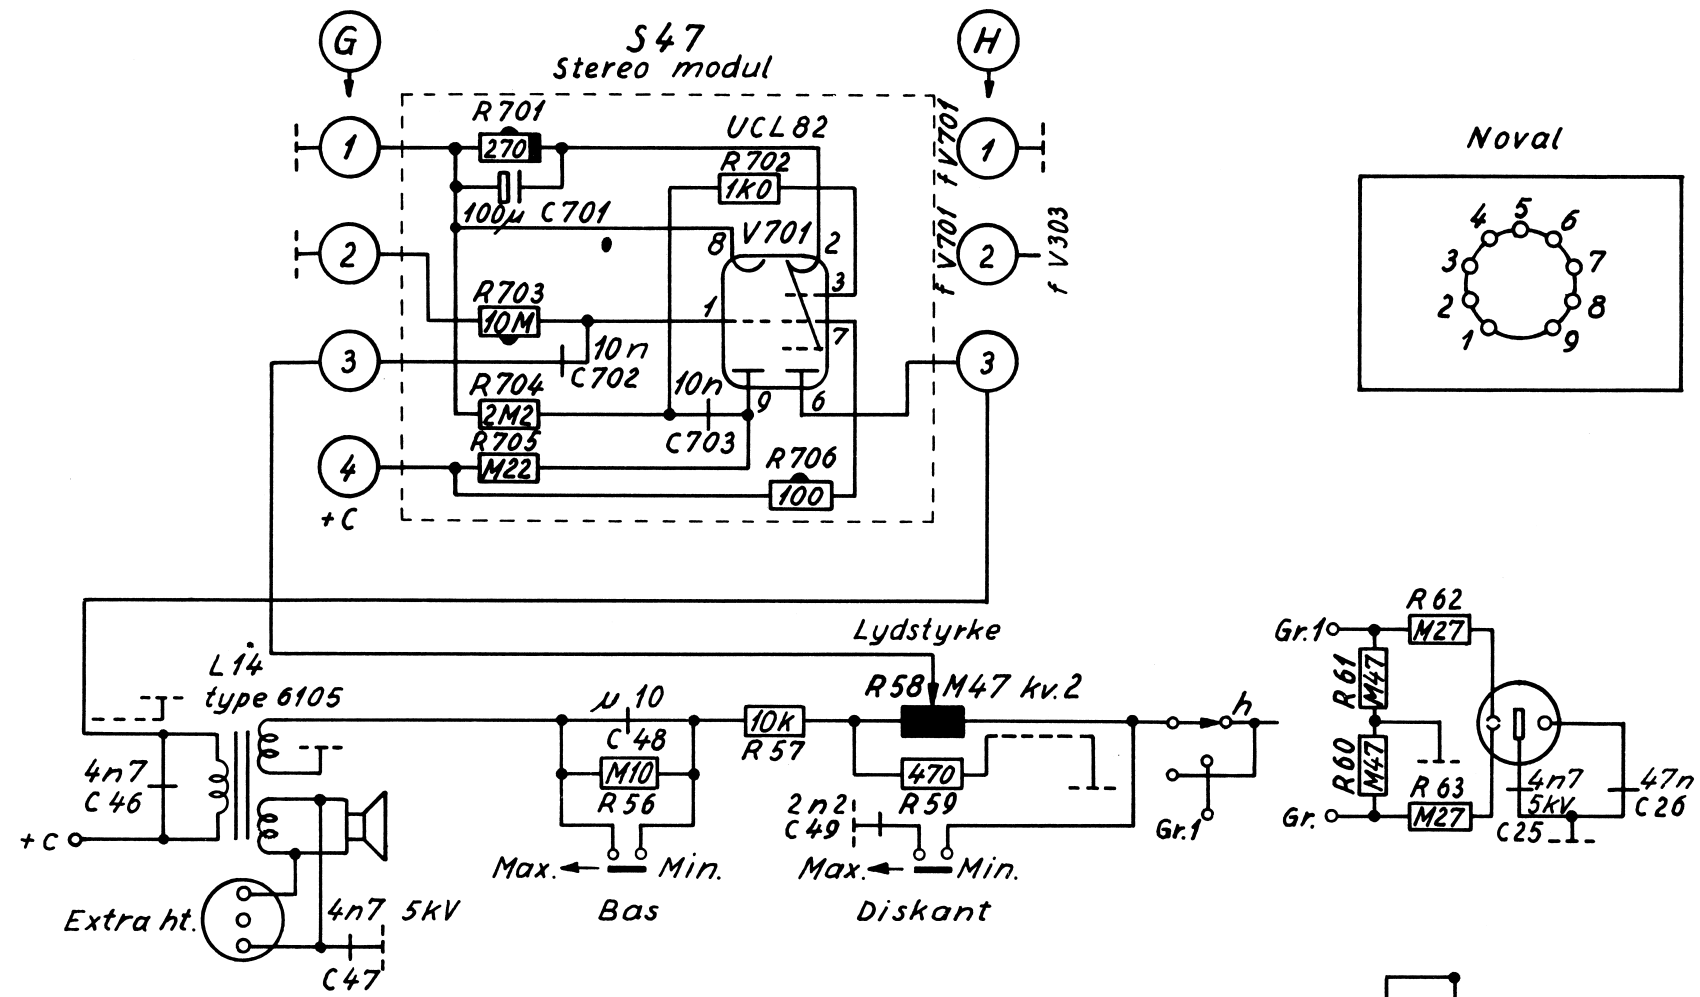 G
S47
Stereo modul
H
1
R701
270
UCL82
f V701
1
Noval
R702
1K0
100µ C701
2
8
V701
2
f V701
2
f V303
3
R703
10M
1
7
10n
C702
3
R704
2M2
10n
C703
9
6
3
R705
M22
4
+C
R706
100
1 2 3 4 5 6 7 8 9
Lydstyrke
L14
type 6105
µ 10
C 48
10k
R57
R58 M47 kv.2
h
4n7
C46
M10
R56
470
R59
2n2
C49
Gr.1
+C
Max.
Min.
Bas
Max.
Min.
Diskant
Extra ht.
4n7 5kV
C47
Gr.1
R62
M27
R61
M47
R60
M47
R63
M27
Gr.
4n7
5kV
C25
47n
C26